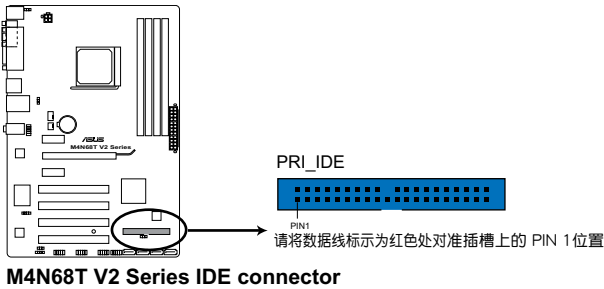 /SUS
M4N68T V2 Series
PRI_IDE
PIN1
请将数据线标示为红色处对准插槽上的 PIN 1位置
M4N68T V2 Series IDE connector